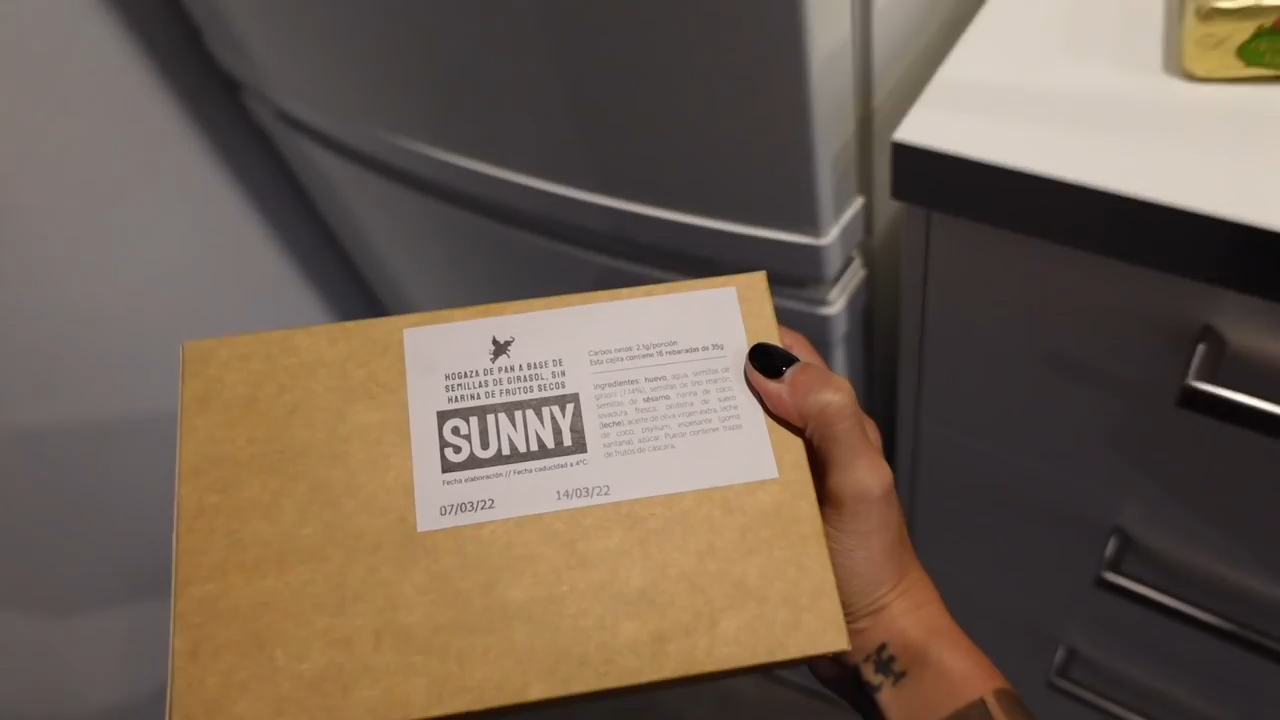 HOGAZA DE PAN A BASE DE
SEMILLAS DE GIRASOL, SIN
HARINA DE FRUTOS SECOS
SUNNY
Fecha elaboración // Fecha caducidad a 4ºC
07/03/22 14/03/22
Carbos netos: 2.1g/porción
Esta cajita contiene 16 rebanadas de 35g
Ingredientes: huevo, agua, semillas de
girasol (7.14%), semillas de lino marrón,
semillas de sésamo, harina de coco,
levadura fresca, proteína de suero
(leche), aceite de oliva virgen extra, leche
de coco, psyllium, espesante (goma
xantana), azúcar. Puede contener trazas
de frutos de cáscara.